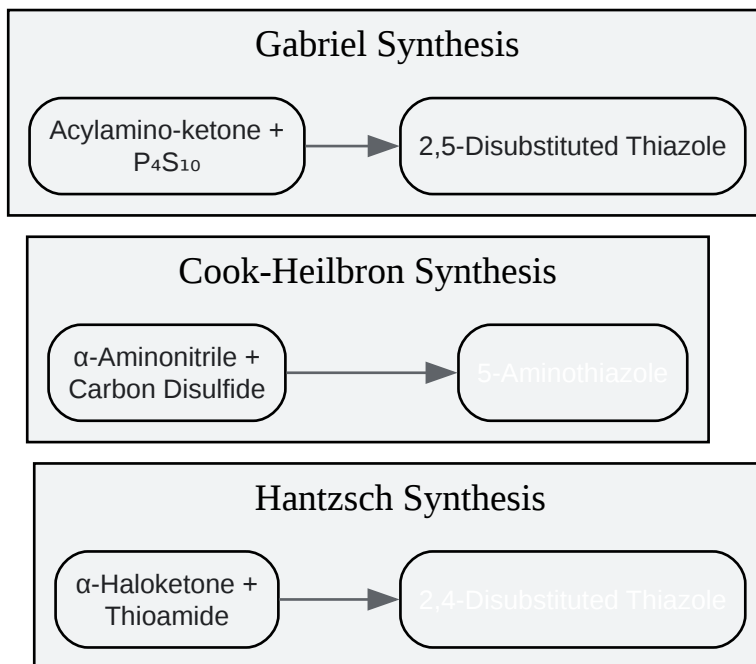 Gabriel Synthesis
Acylamino-ketone +
P₄S₁₀
2,5-Disubstituted Thiazole
Cook-Heilbron Synthesis
α-Aminonitrile +
Carbon Disulfide
5-Aminothiazole
Hantzsch Synthesis
α-Haloketone +
Thioamide
2,4-Disubstituted Thiazole